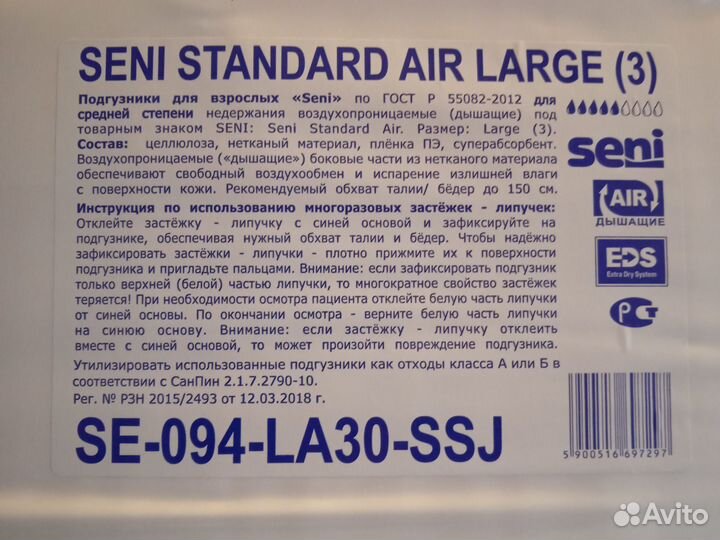 SENI STANDARD AIR LARGE (3)
Подгузники для взрослых «Seni» по ГОСТ Р 55082-2012 для
средней степени недержания воздухопроницаемые (дышащие) под
товарным знаком SENI: Seni Standard Air. Размер: Large (3).
Состав: целлюлоза, нетканый материал, плёнка ПЭ, суперабсорбент.
Воздухопроницаемые («дышащие») боковые части из нетканого материала
обеспечивают свободный воздухообмен и испарение излишней влаги
с поверхности кожи. Рекомендуемый обхват талии/ бёдер до 150 см.
seni
AIR
ДЫШАЩИЕ
EDS
Extra Dry System
РСТ
Инструкция по использованию многоразовых застёжек - липучек:
Отклейте застёжку - липучку с синей основой и зафиксируйте на
подгузнике, обеспечивая нужный обхват талии и бёдер. Чтобы надёжно
зафиксировать застёжки - липучки - плотно прижмите их к поверхности
подгузника и пригладьте пальцами. Внимание: если зафиксировать подгузник
только верхней (белой) частью липучки, то многократное свойство застёжек
теряется! При необходимости осмотра пациента отклейте белую часть липучки
от синей основы. По окончании осмотра - верните белую часть липучки
на синюю основу. Внимание: если застёжку - липучку отклеить
вместе с синей основой, то может произойти повреждение подгузника.
Утилизировать использованные подгузники как отходы класса А или Б в
соответствии с СанПин 2.1.7.2790-10.
Рег. № РЗН 2015/2493 от 12.03.2018 г.
SE-094-LA30-SSJ
5 900516 697297
Avito